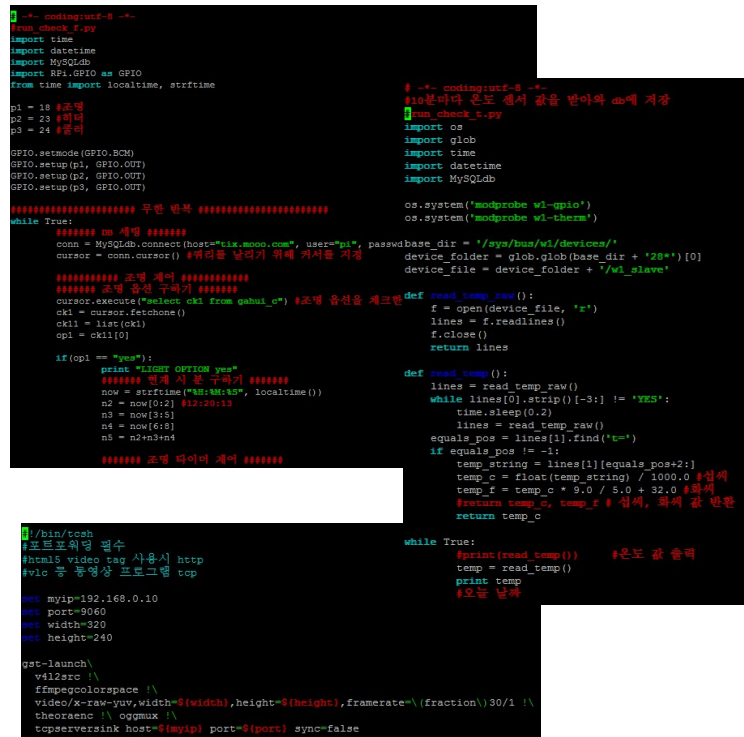 # -*- coding:utf-8 -*-
#run_check_f.py
import time
import datetime
import MySQLdb
import RPi.GPIO as GPIO
from time import localtime, strftime
p1 = 18 #조명
p2 = 23 #히터
p3 = 24 #쿨러
GPIO.setmode(GPIO.BCM)
GPIO.setup(p1, GPIO.OUT)
GPIO.setup(p2, GPIO.OUT)
GPIO.setup(p3, GPIO.OUT)
###################### 무한 반복 #######################
while True:
####### DB 세팅 #######
conn = MySQLdb.connect(host="tix.mooo.com", user="pi", passwd
cursor = conn.cursor() #쿼리를 날리기 위해 커서를 지정
########### 조명 제어 ############
####### 조명 옵션 구하기 #######
cursor.execute("select ck1 from gahui_c") #조명 옵션을 체크한
ck1 = cursor.fetchone()
ck11 = list(ck1)
op1 = ck11[0]
if(op1 == "yes"):
print "LIGHT OPTION yes"
####### 현재 시 분 구하기 #######
now = strftime("%H:%M:%S", localtime())
n2 = now[0:2] #12:20:13
n3 = now[3:5]
n4 = now[6:8]
n5 = n2+n3+n4
####### 조명 타이머 제어 #######
# -*- coding:utf-8 -*-
#10분마다 온도 센서 값을 받아와 db에 저장
#run_check_t.py
import os
import glob
import time
import datetime
import MySQLdb
os.system('modprobe w1-gpio')
os.system('modprobe w1-therm')
base_dir = '/sys/bus/w1/devices/'
device_folder = glob.glob(base_dir + '28*')[0]
device_file = device_folder + '/w1_slave'
def read_temp_raw():
f = open(device_file, 'r')
lines = f.readlines()
f.close()
return lines
def read_temp():
lines = read_temp_raw()
while lines[0].strip()[-3:] != 'YES':
time.sleep(0.2)
lines = read_temp_raw()
equals_pos = lines[1].find('t=')
if equals_pos != -1:
temp_string = lines[1][equals_pos+2:]
temp_c = float(temp_string) / 1000.0 #섭씨
temp_f = temp_c * 9.0 / 5.0 + 32.0 #화씨
#return temp_c, temp_f # 섭씨, 화씨 값 반환
return temp_c
while True:
#print(read_temp()) #온도 값 출력
temp = read_temp()
print temp
#오늘 날짜
#!/bin/tcsh
#포트포워딩 필수
#html5 video tag 사용시 http
#vlc 등 동영상 프로그램 tcp
set myip=192.168.0.10
set port=9060
set width=320
set height=240
gst-launch\
v4l2src !\
ffmpegcolorspace !\
video/x-raw-yuv,width=${width},height=${height},framerate=\(fraction\)30/1 !\
theoraenc !\ oggmux !\
tcpserversink host=${myip} port=${port} sync=false